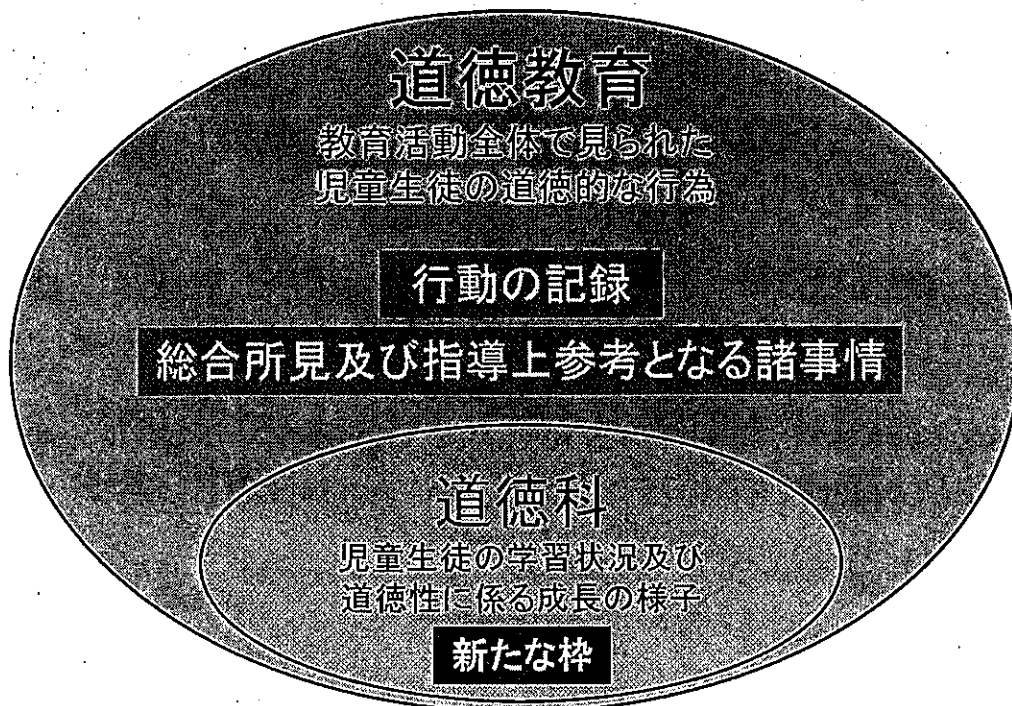 道徳教育
教育活動全体で見られた
児童生徒の道徳的な行為
行動の記録
総合所見及び指導上参考となる諸事情
道徳科
児童生徒の学習状況及び
道徳性に係る成長の様子
新たな枠